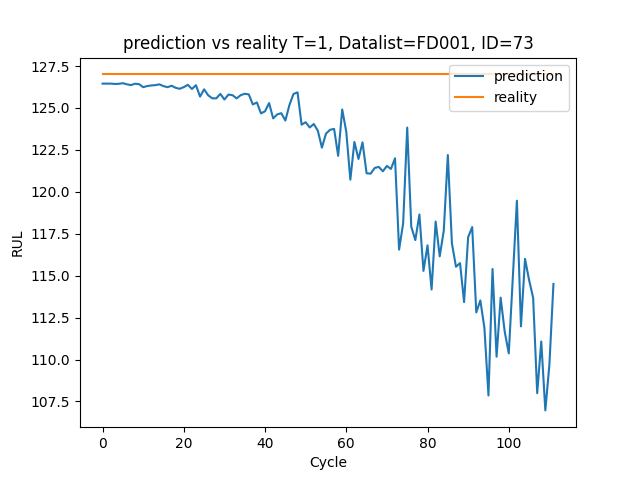 prediction vs reality T=1, Datalist=FD001, ID=73
127.5
125.0
122.5
120.0
117.5
115.0
112.5
110.0
107.5
RUL
prediction
reality
0 20 40 60 80 100
Cycle